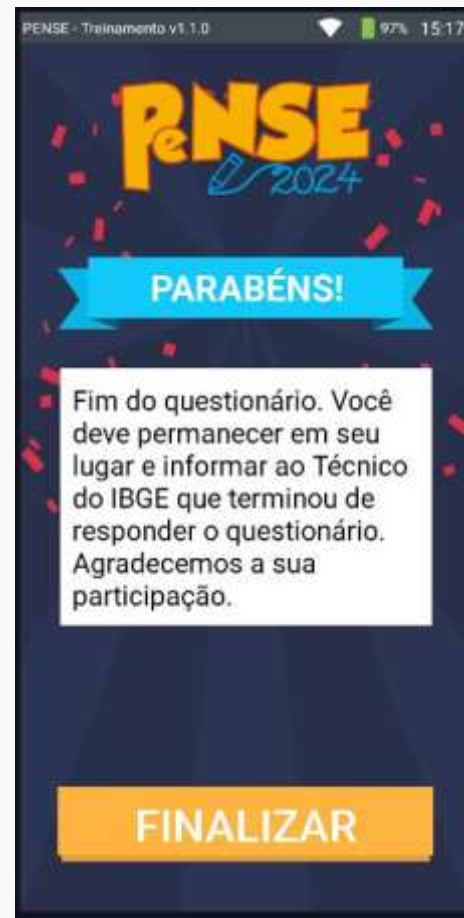 PENSE - Treinamento v1.1.0 97% 15:17
PeNSE
2024
PARABÉNS!
Fim do questionário. Você
deve permanecer em seu
lugar e informar ao Técnico
do IBGE que terminou de
responder o questionário.
Agradecemos a sua
participação.
FINALIZAR